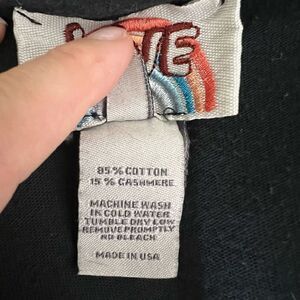 85% COTTON
15% CASHMERE
MACHINE WASH
IN COLD WATER
TUMBLE DRY LOW
REMOVE PROMPTLY
NO BLEACH
MADE IN USA